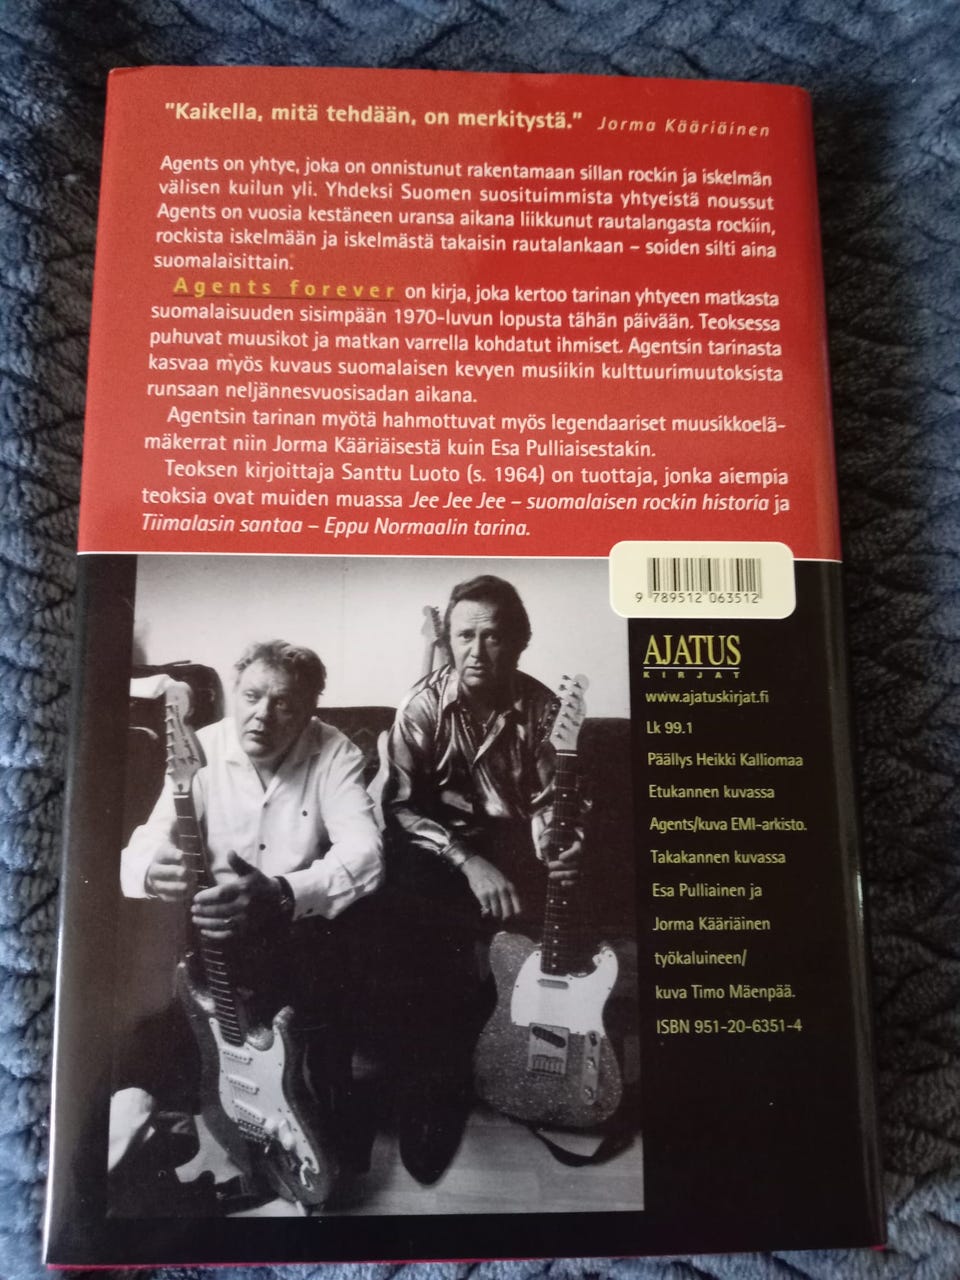 "Kaikella, mitä tehdään, on merkitystä." Jorma Kääriäinen
Agents on yhtye, joka on onnistunut rakentamaan sillan rockin ja iskelmän
välisen kuilun yli. Yhdeksi Suomen suosituimmista yhtyeistä noussut
Agents on vuosia kestäneen uransa aikana liikkunut rautalangasta rockiin,
rockista iskelmään ja iskelmästä takaisin rautalankaan – soiden silti aina
suomalaisittain.
Agents forever on kirja, joka kertoo tarinan yhtyeen matkasta
suomalaisuuden sisimpään 1970-luvun lopusta tähän päivään. Teoksessa
puhuvat muusikot ja matkan varrella kohdatut ihmiset. Agentsin tarinasta
kasvaa myös kuvaus suomalaisen kevyen musiikin kulttuurimuutoksista
runsaan neljännesvuosisadan aikana.
Agentsin tarinan myötä hahmottuvat myös legendaariset muusikkoelä-
mäkerrat niin Jorma Kääriäisestä kuin Esa Pulliaisestakin.
Teoksen kirjoittaja Santtu Luoto (s. 1964) on tuottaja, jonka aiempia
teoksia ovat muiden muassa Jee Jee Jee – suomalaisen rockin historia ja
Tiimalasin santaa – Eppu Normaalin tarina.
9 789512 063512
AJATUS
KIRJAT
www.ajatuskirjat.fi
Lk 99.1
Päällys Heikki Kalliomaa
Etukannen kuvassa
Agents/kuva EMI-arkisto.
Takakannen kuvassa
Esa Pulliainen ja
Jorma Kääriäinen
työkaluineen/
kuva Timo Mäenpää.
ISBN 951-20-6351-4